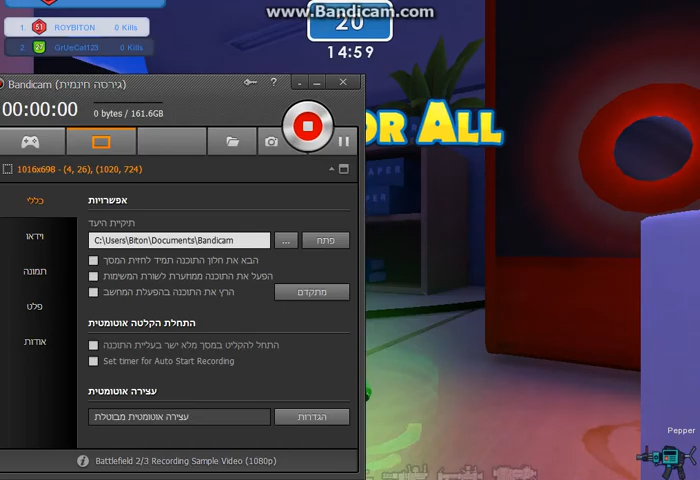 www.Bandicam.com
20
14:59
1. 51 ROYBITON 0 Kills
2. 27 GrUeCat123 0 Kills
Bandicam (גירסה חינמית)
00:00:00
0 bytes / 161.6GB
OR ALL
1016x698 - (4, 26), (1020, 724)
כללי
וידאו
תמונה
פלט
אודות
אפשרויות
תיקיית היעד
C:\Users\Biton\Documents\Bandicam
...
פתח
הבא את חלון התוכנה תמיד לחזית המסך
הפעל את התוכנה ממוזערת לשורת המשימות
הרץ את התוכנה בהפעלת המחשב
מתקדם
התחלת הקלטה אוטומטית
התחל להקליט במסך מלא ישר בעליית התוכנה
Set timer for Auto Start Recording
עצירה אוטומטית
עצירה אוטומטית מבוטלת
הגדרות
Battlefield 2/3 Recording Sample Video (1080p)
Pepper